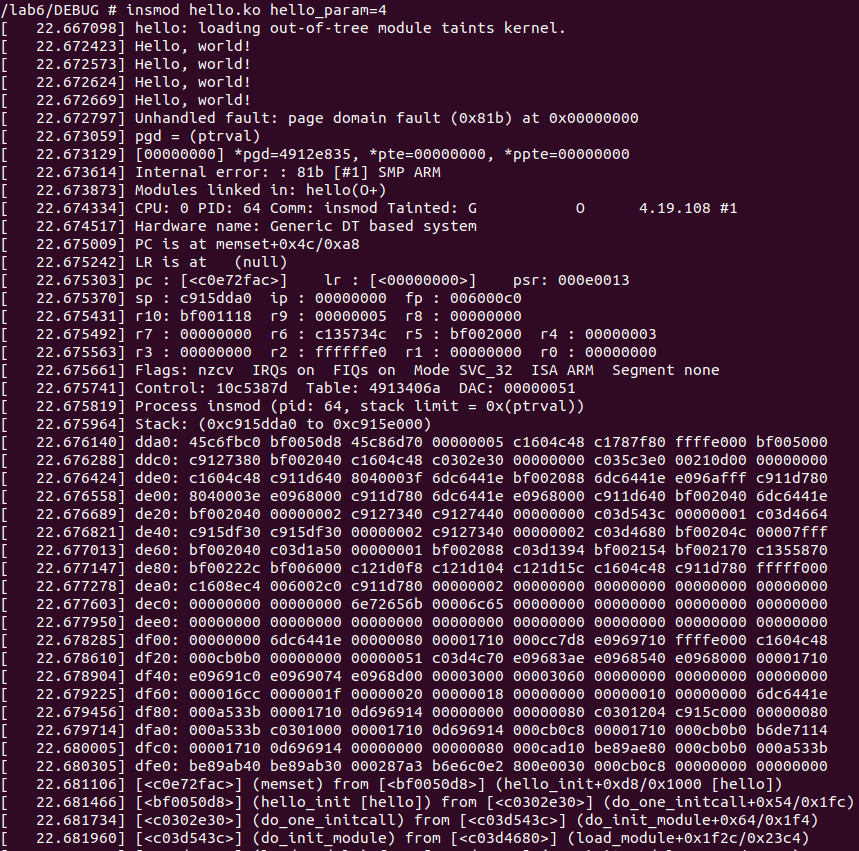 /lab6/DEBUG # insmod hello.ko hello_param=4
[   22.667098] hello: loading out-of-tree module taints kernel.
[   22.672423] Hello, world!
[   22.672573] Hello, world!
[   22.672624] Hello, world!
[   22.672669] Hello, world!
[   22.672797] Unhandled fault: page domain fault (0x81b) at 0x00000000
[   22.673059] pgd = (ptrval)
[   22.673129] [00000000] *pgd=4912e835, *pte=00000000, *ppte=00000000
[   22.673614] Internal error: : 81b [#1] SMP ARM
[   22.673873] Modules linked in: hello(O+)
[   22.674334] CPU: 0 PID: 64 Comm: insmod Tainted: G           O      4.19.108 #1
[   22.674517] Hardware name: Generic DT based system
[   22.675009] PC is at memset+0x4c/0xa8
[   22.675242] LR is at   (null)
[   22.675303] pc : [<c0e72fac>]    lr : [<00000000>]    psr: 000e0013
[   22.675370] sp : c915dda0  ip : 00000000  fp : 006000c0
[   22.675431] r10: bf001118  r9 : 00000005  r8 : 00000000
[   22.675492] r7 : 00000000  r6 : c135734c  r5 : bf002000  r4 : 00000003
[   22.675563] r3 : 00000000  r2 : ffffffe0  r1 : 00000000  r0 : 00000000
[   22.675661] Flags: nzcv  IRQs on  FIQs on  Mode SVC_32  ISA ARM  Segment none
[   22.675741] Control: 10c5387d  Table: 4913406a  DAC: 00000051
[   22.675819] Process insmod (pid: 64, stack limit = 0x(ptrval))
[   22.675964] Stack: (0xc915dda0 to 0xc915e000)
[   22.676140] dda0: 45c6fbc0 bf0050d8 45c86d70 00000005 c1604c48 c1787f80 ffffe000 bf005000
[   22.676288] ddc0: c9127380 bf002040 c1604c48 c0302e30 00000000 c035c3e0 00210d00 00000000
[   22.676424] dde0: c1604c48 c911d640 8040003f 6dc6441e bf002088 6dc6441e e096afff c911d780
[   22.676558] de00: 8040003e e0968000 c911d780 6dc6441e e0968000 c911d640 bf002040 6dc6441e
[   22.676689] de20: bf002040 00000002 c9127340 c9127440 00000000 c03d543c 00000001 c03d4664
[   22.676821] de40: c915df30 c915df30 00000002 c9127340 00000002 c03d4680 bf00204c 00007fff
[   22.677013] de60: bf002040 c03d1a50 00000001 bf002088 c03d1394 bf002154 bf002170 c1355870
[   22.677147] de80: bf00222c bf006000 c121d0f8 c121d104 c121d15c c1604c48 c911d780 fffff000
[   22.677278] dea0: c1608ec4 006002c0 c911d780 00000002 00000000 00000000 00000000 00000000
[   22.677603] dec0: 00000000 00000000 6e72656b 00006c65 00000000 00000000 00000000 00000000
[   22.677950] dee0: 00000000 00000000 00000000 00000000 00000000 00000000 00000000 00000000
[   22.678285] df00: 00000000 6dc6441e 00000080 00001710 000cc7d8 e0969710 ffffe000 c1604c48
[   22.678610] df20: 000cb0b0 00000000 00000051 c03d4c70 e09683ae e0968540 e0968000 00001710
[   22.678904] df40: e09691c0 e0969074 e0968d00 00003000 00003060 00000000 00000000 00000000
[   22.679225] df60: 000016cc 0000001f 00000020 00000018 00000000 00000010 00000000 6dc6441e
[   22.679456] df80: 000a533b 00001710 0d696914 00000000 00000080 c0301204 c915c000 00000080
[   22.679714] dfa0: 000a533b c0301000 00001710 0d696914 000cb0c8 00001710 000cb0b0 b6de7114
[   22.680005] dfc0: 00001710 0d696914 00000000 00000080 000cad10 be89ae80 000cb0b0 000a533b
[   22.680305] dfe0: be89ab40 be89ab30 000287a3 b6e6c0e2 800e0030 000cb0c8 00000000 00000000
[   22.681106] [<c0e72fac>] (memset) from [<bf0050d8>] (hello_init+0xd8/0x1000 [hello])
[   22.681466] [<bf0050d8>] (hello_init [hello]) from [<c0302e30>] (do_one_initcall+0x54/0x1fc)
[   22.681734] [<c0302e30>] (do_one_initcall) from [<c03d543c>] (do_init_module+0x64/0x1f4)
[   22.681960] [<c03d543c>] (do_init_module) from [<c03d4680>] (load_module+0x1f2c/0x23c4)